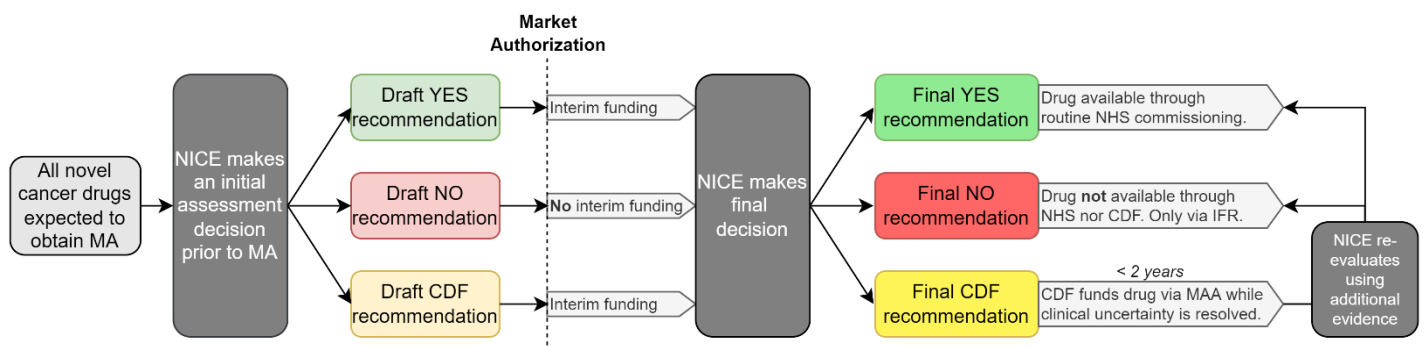 Market
Authorization
All novel
cancer drugs
expected to
obtain MA
NICE makes
an initial
assessment
decision
prior to MA
Draft YES
recommendation
Interim funding
Draft NO
recommendation
No interim funding
Draft CDF
recommendation
Interim funding
NICE makes
final
decision
Final YES
recommendation
Drug available through
routine NHS commissioning.
Final NO
recommendation
Drug not available through
NHS nor CDF. Only via IFR.
Final CDF
recommendation
< 2 years
CDF funds drug via MAA while
clinical uncertainty is resolved.
NICE re-
evaluates
using
additional
evidence